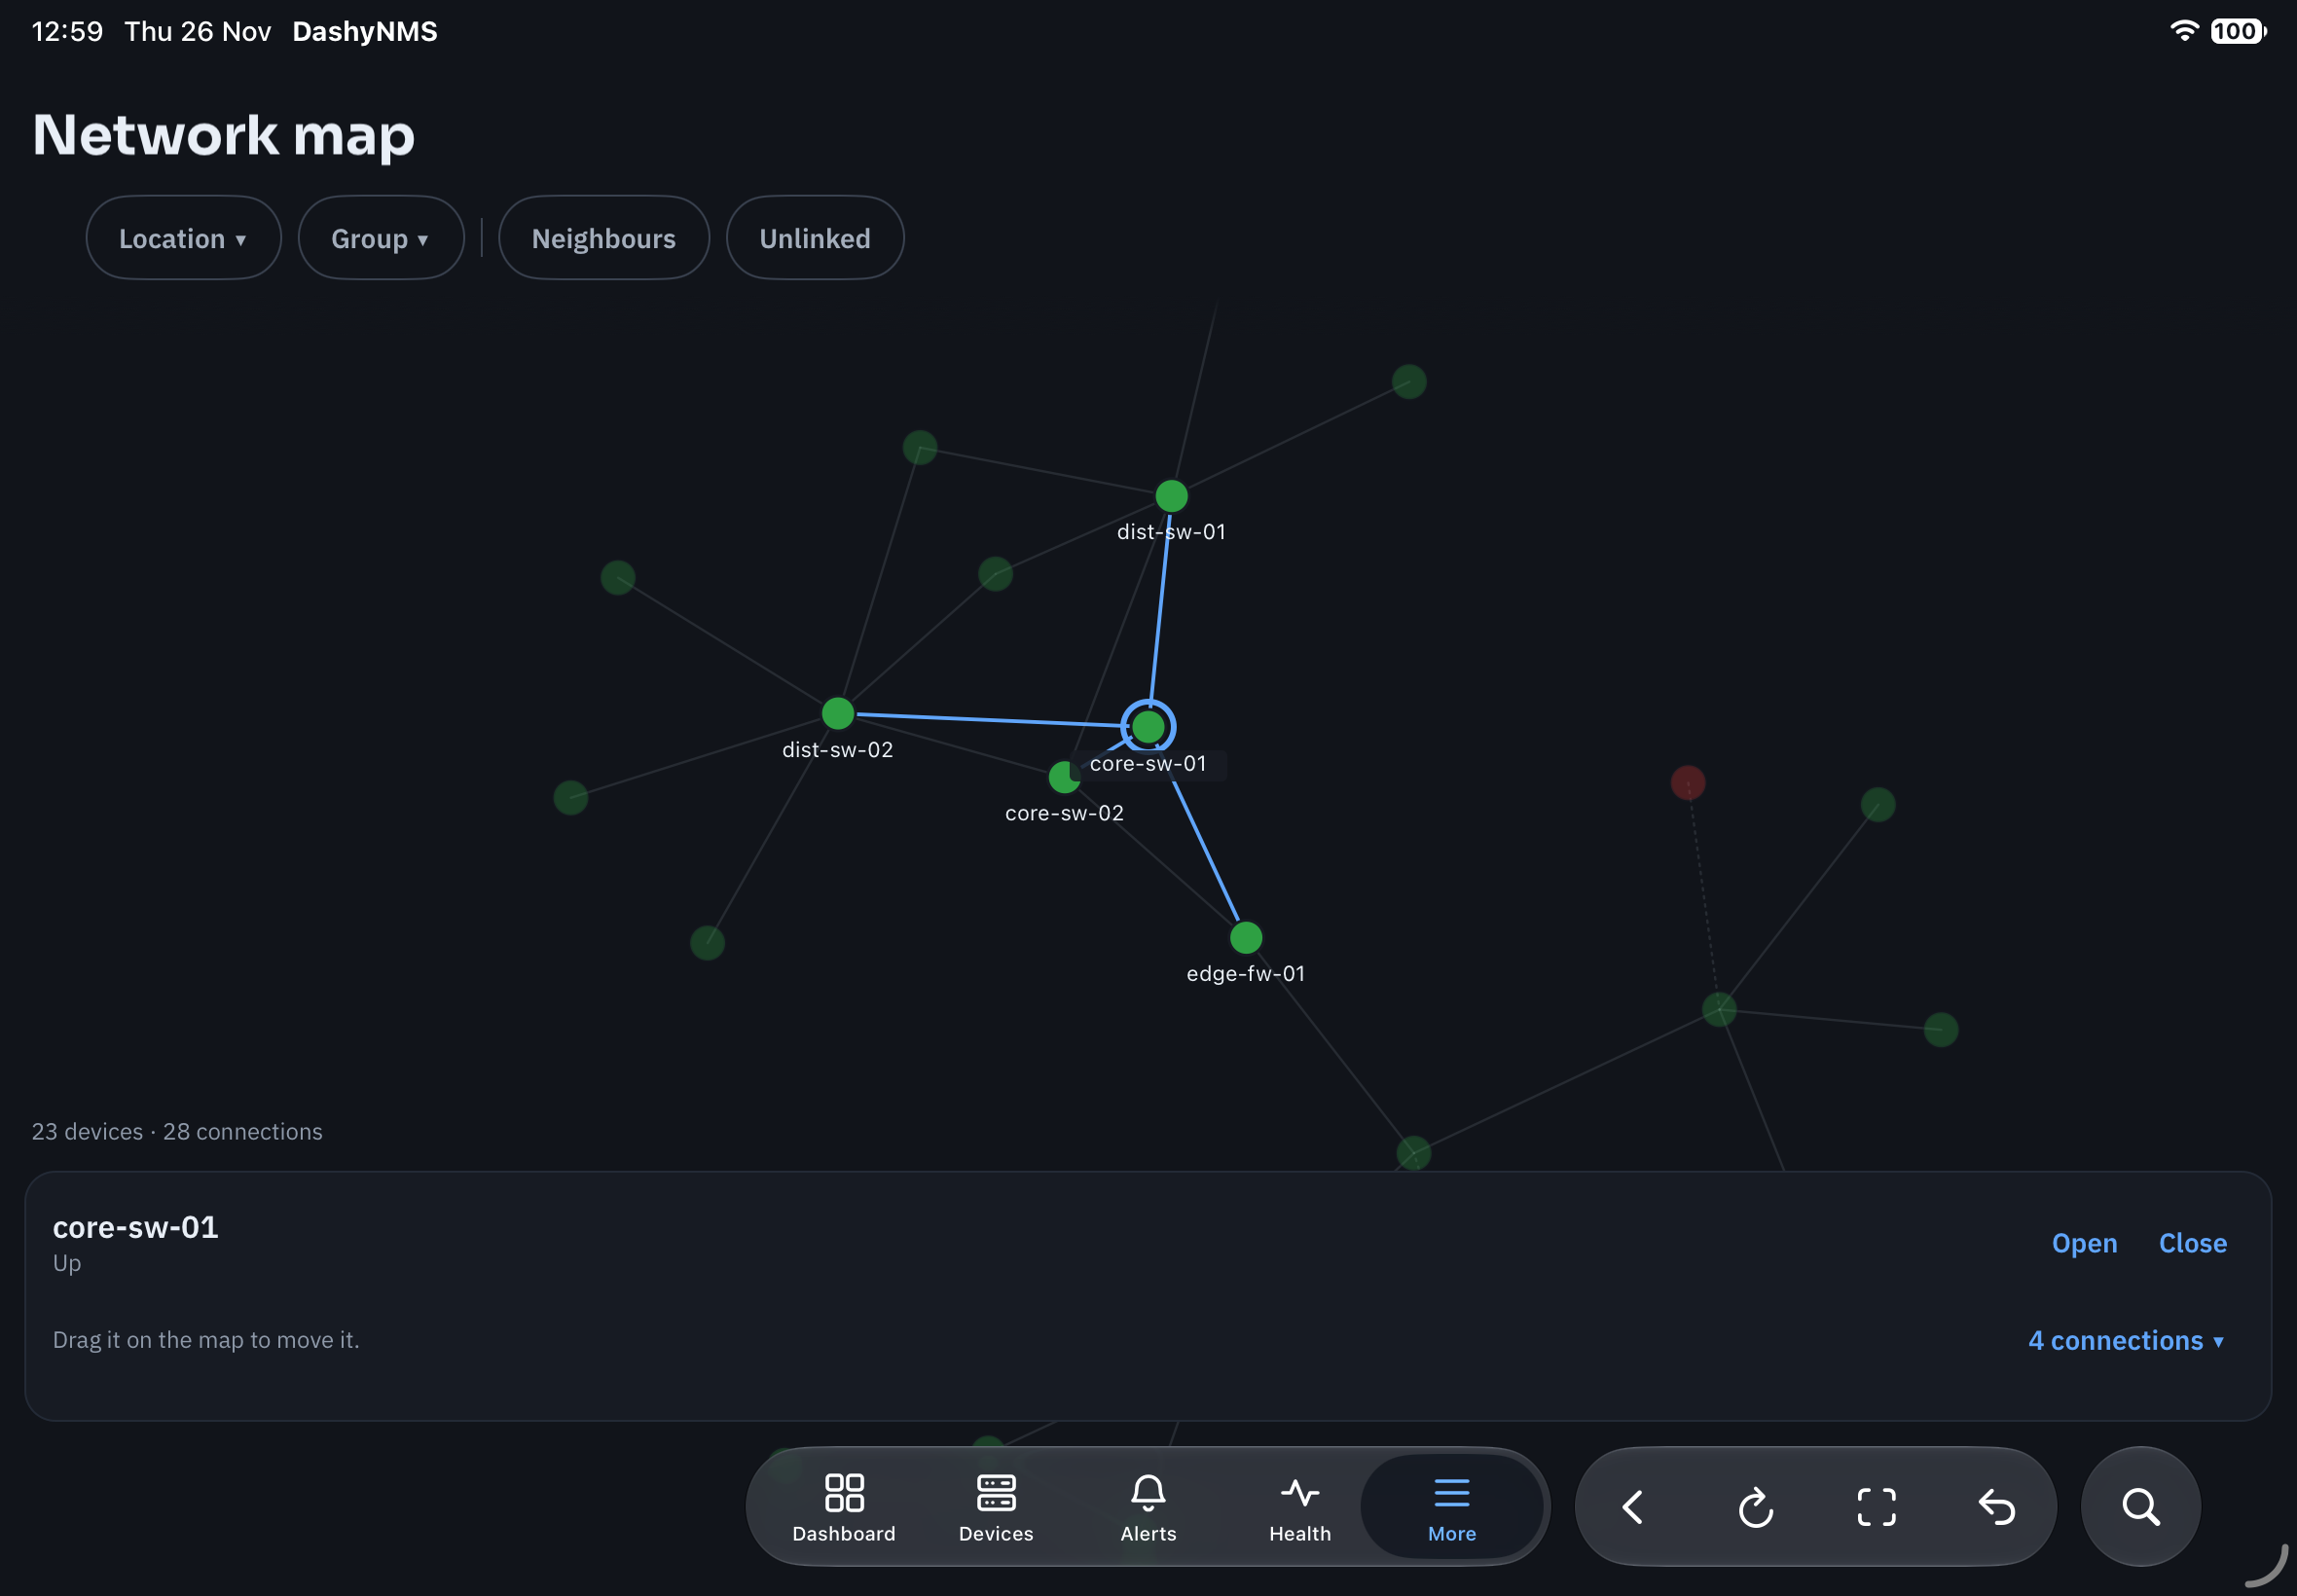 12:59 Thu 26 Nov DashyNMS 100
Network map
Location ▾ Group ▾ Neighbours Unlinked
dist-sw-01
dist-sw-02
core-sw-01
core-sw-02
edge-fw-01
23 devices · 28 connections
core-sw-01
Up
Open Close
Drag it on the map to move it.
4 connections ▾
Dashboard Devices Alerts Health More